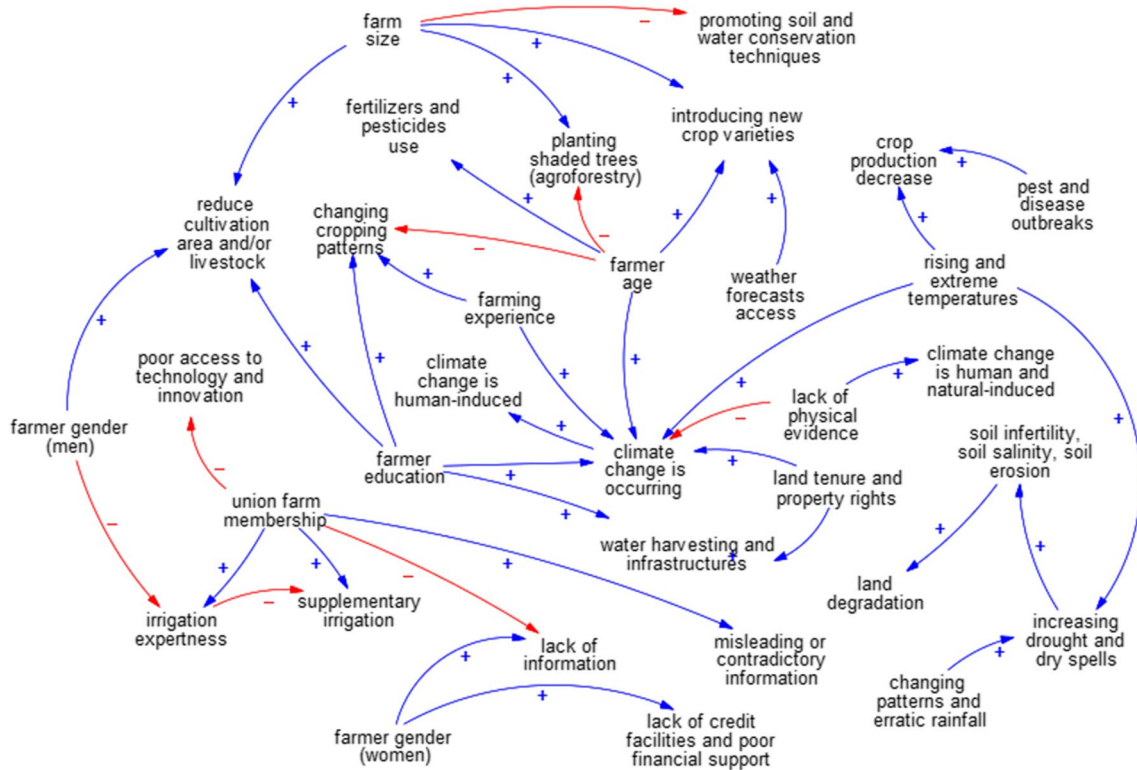 farm
size
promoting soil and
water conservation
techniques
fertilizers and
pesticides
use
introducing new
crop varieties
planting
shaded trees
(agroforestry)
crop
production
decrease
pest and
disease
outbreaks
reduce
cultivation
area and/or
livestock
changing
cropping
patterns
farmer
age
weather
forecasts
access
rising and
extreme
temperatures
farming
experience
poor access to
technology and
innovation
climate
change is
human-induced
climate change
is human and
natural-induced
lack of
physical
evidence
farmer gender
(men)
farmer
education
climate
change is
occurring
soil infertility,
soil salinity, soil
erosion
land tenure and
property rights
union farm
membership
water harvesting and
infrastructures
land
degradation
irrigation
expertness
supplementary
irrigation
lack of
information
misleading or
contradictory
information
increasing
drought and
dry spells
changing
patterns and
erratic rainfall
farmer gender
(women)
lack of credit
facilities and poor
financial support